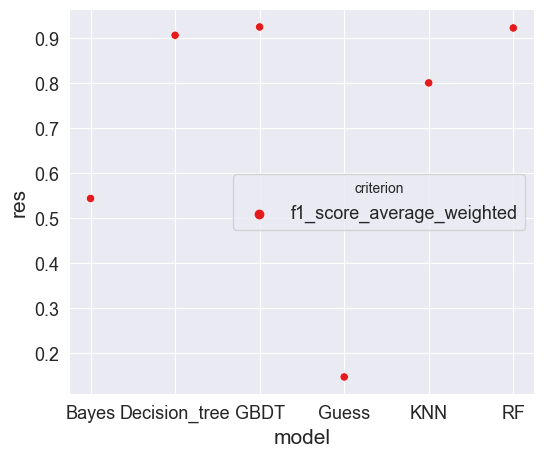 0.9
0.8
0.7
0.6
0.5
0.4
0.3
0.2
res
criterion
f1_score_average_weighted
Bayes Decision_tree GBDT Guess KNN RF
model